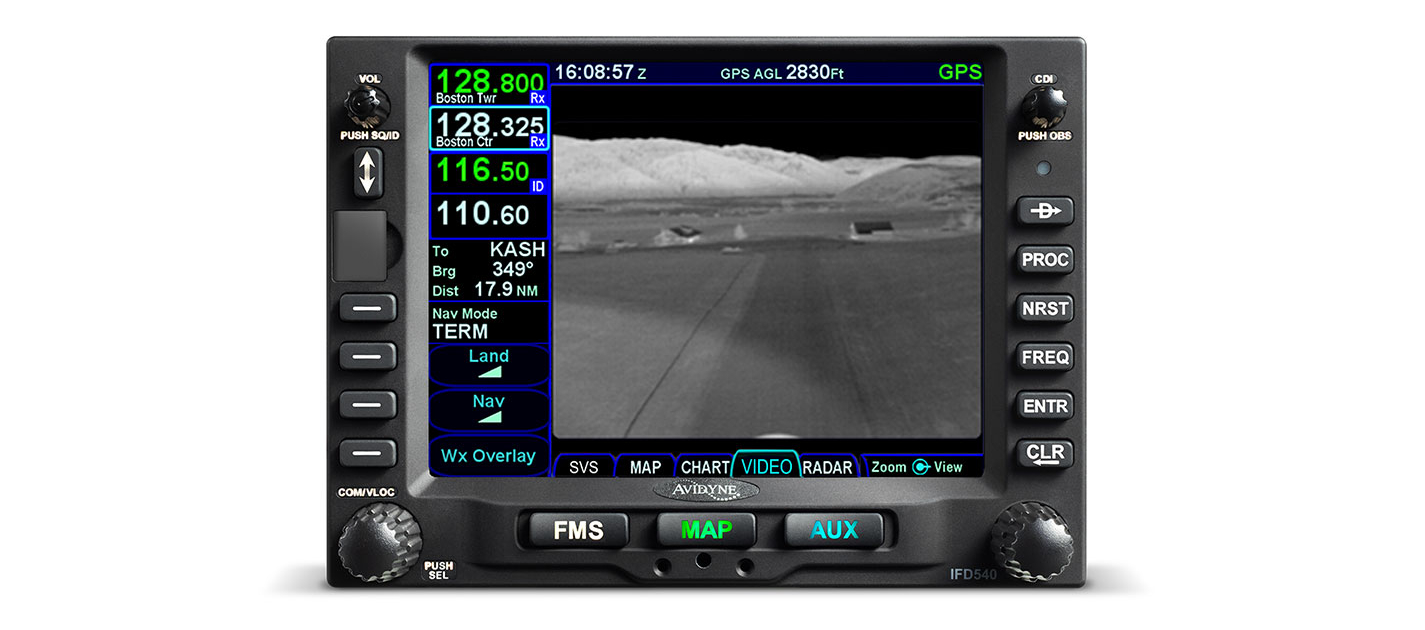 VOL
PUSH SQ/ID
COM/VLOC
PUSH
SEL
128.800
Boston Twr Rx
128.325
Boston Ctr Rx
116.50
ID
110.60
To KASH
Brg 349°
Dist 17.9 NM
Nav Mode
TERM
Land
Nav
Wx Overlay
16:08:57 Z GPS AGL 2830Ft GPS
SVS MAP CHART VIDEO RADAR Zoom View
AVIDYNE
FMS MAP AUX
CDI
PUSH OBS
D
PROC
NRST
FREQ
ENTR
CLR
IFD540